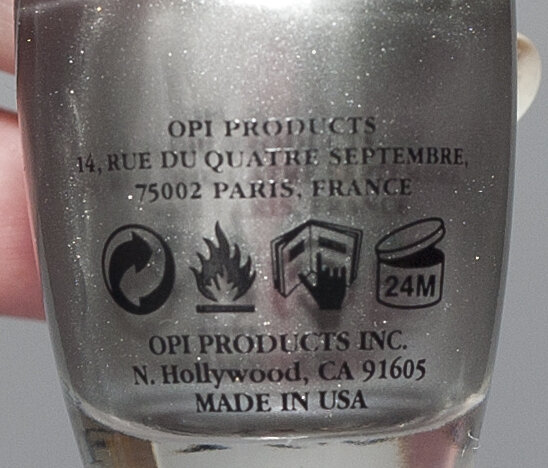 OPI PRODUCTS
14, RUE DU QUATRE SEPTEMBRE,
75002 PARIS, FRANCE
24M
OPI PRODUCTS INC.
N. Hollywood, CA 91605
MADE IN USA